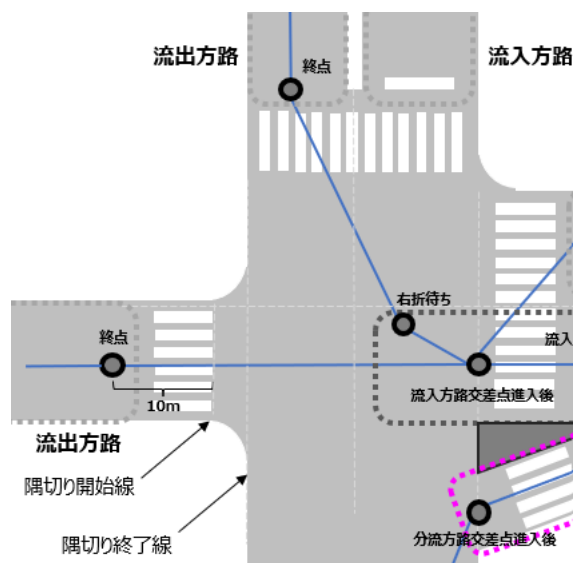 流出方路
流入方路
終点
右折待ち
流入
終点
流入方路交差点進入後
10m
流出方路
隅切り開始線
隅切り終了線
分流方路交差点進入後